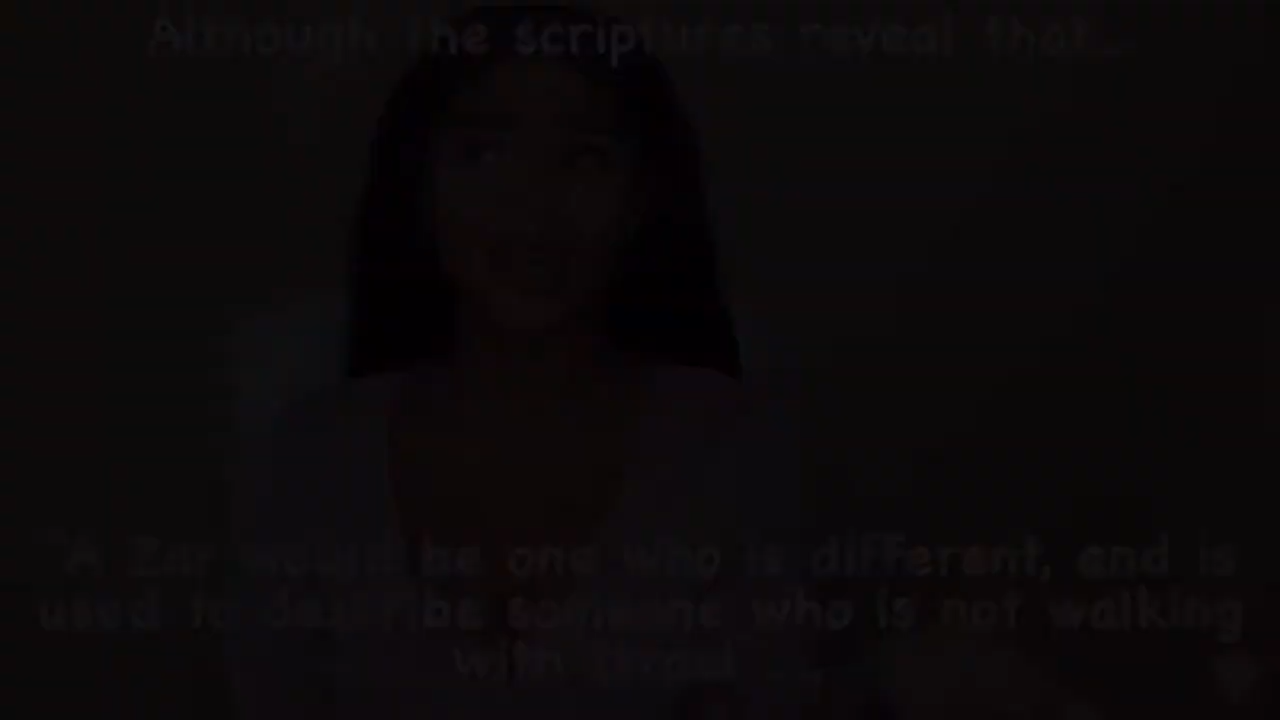 Although the scriptures reveal that...
"A Zar would be one who is different, and is
used to describe someone who is not walking
with Israel